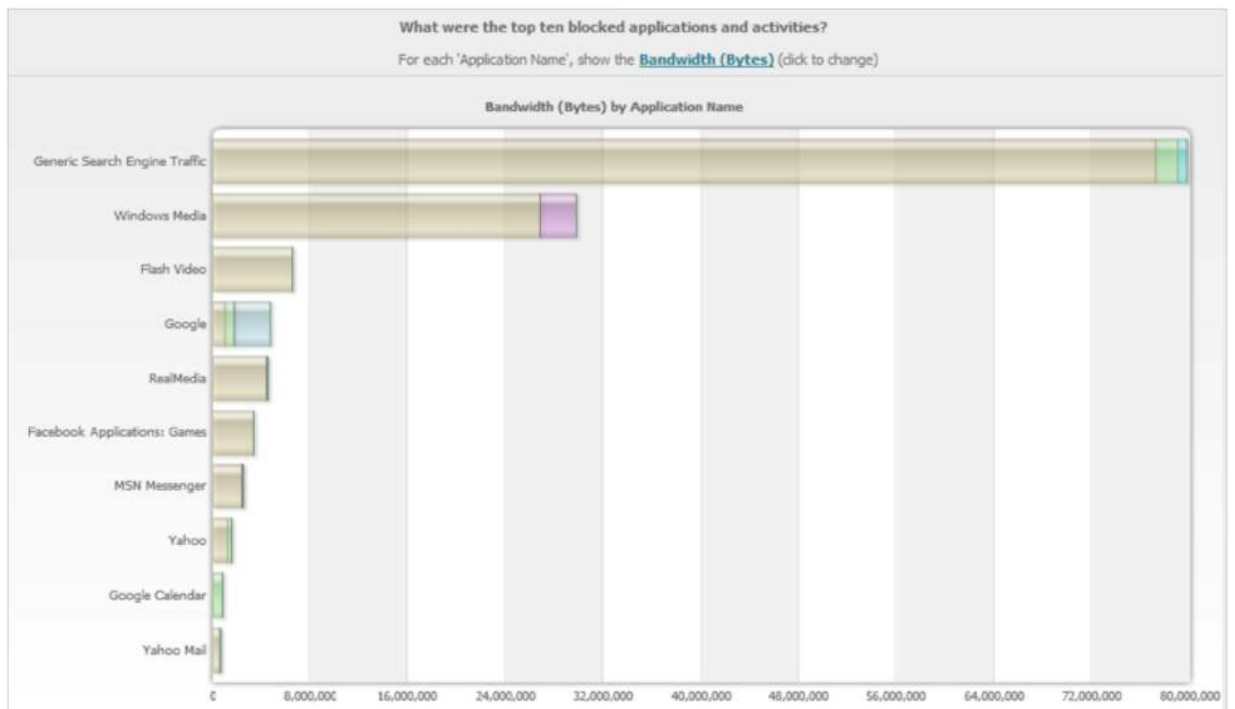 What were the top ten blocked applications and activities?
For each 'Application Name', show the Bandwidth (Bytes) (click to change)
Bandwidth (Bytes) by Application Name
Generic Search Engine Traffic
Windows Media
Flash Video
Google
RealMedia
Facebook Applications: Games
MSN Messenger
Yahoo
Google Calendar
Yahoo Mail
0 8,000,000 16,000,000 24,000,000 32,000,000 40,000,000 48,000,000 56,000,000 64,000,000 72,000,000 80,000,000